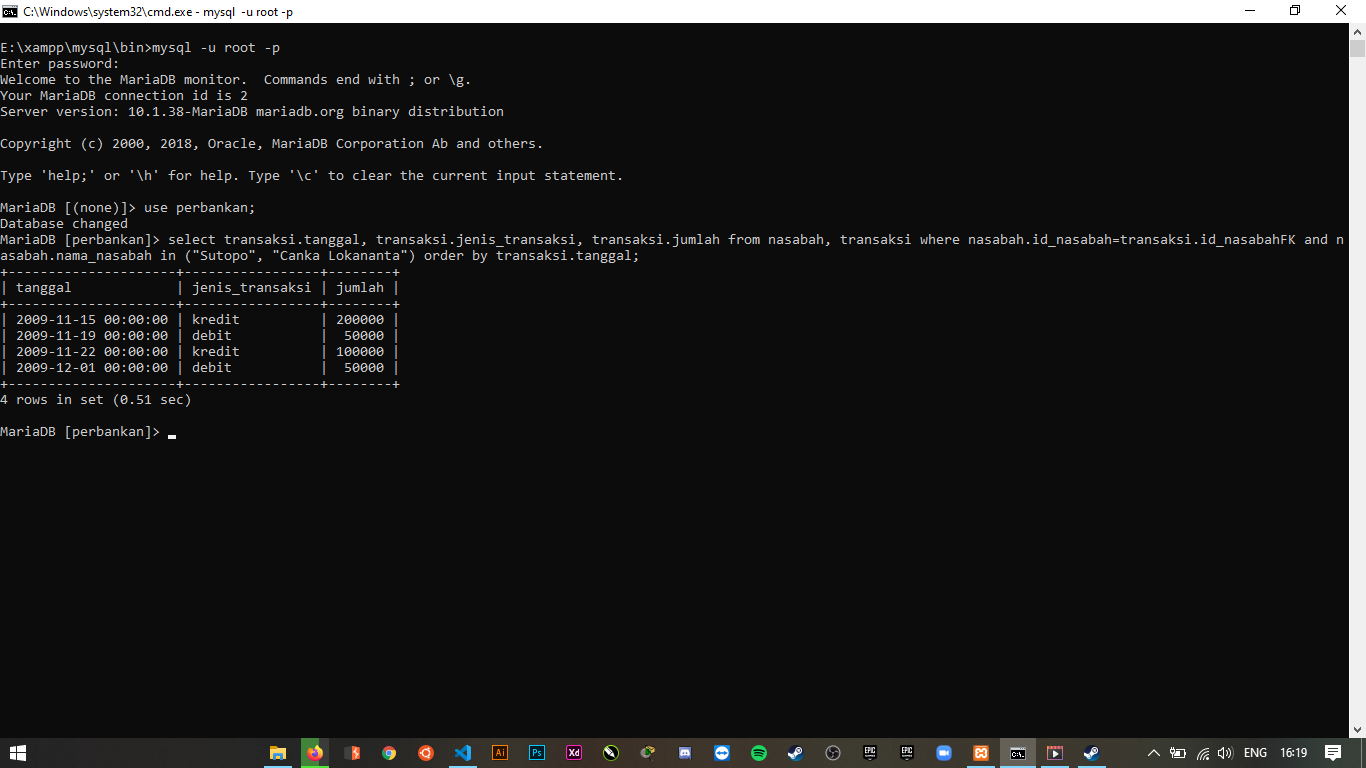 C:\Windows\system32\cmd.exe - mysql  -u root -p
E:\xampp\mysql\bin>mysql -u root -p
Enter password:
Welcome to the MariaDB monitor.  Commands end with ; or \g.
Your MariaDB connection id is 2
Server version: 10.1.38-MariaDB mariadb.org binary distribution
Copyright (c) 2000, 2018, Oracle, MariaDB Corporation Ab and others.
Type 'help;' or '\h' for help. Type '\c' to clear the current input statement.
MariaDB [(none)]> use perbankan;
Database changed
MariaDB [perbankan]> select transaksi.tanggal, transaksi.jenis_transaksi, transaksi.jumlah from nasabah, transaksi where nasabah.id_nasabah=transaksi.id_nasabahFK and n
asabah.nama_nasabah in ("Sutopo", "Canka Lokananta") order by transaksi.tanggal;
+---------------------+-----------------+--------+
| tanggal             | jenis_transaksi | jumlah |
+---------------------+-----------------+--------+
| 2009-11-15 00:00:00 | kredit          | 200000 |
| 2009-11-19 00:00:00 | debit           |  50000 |
| 2009-11-22 00:00:00 | kredit          | 100000 |
| 2009-12-01 00:00:00 | debit           |  50000 |
+---------------------+-----------------+--------+
4 rows in set (0.51 sec)
MariaDB [perbankan]>
Ai Ps Xd EPIC EPIC ENG 16:19